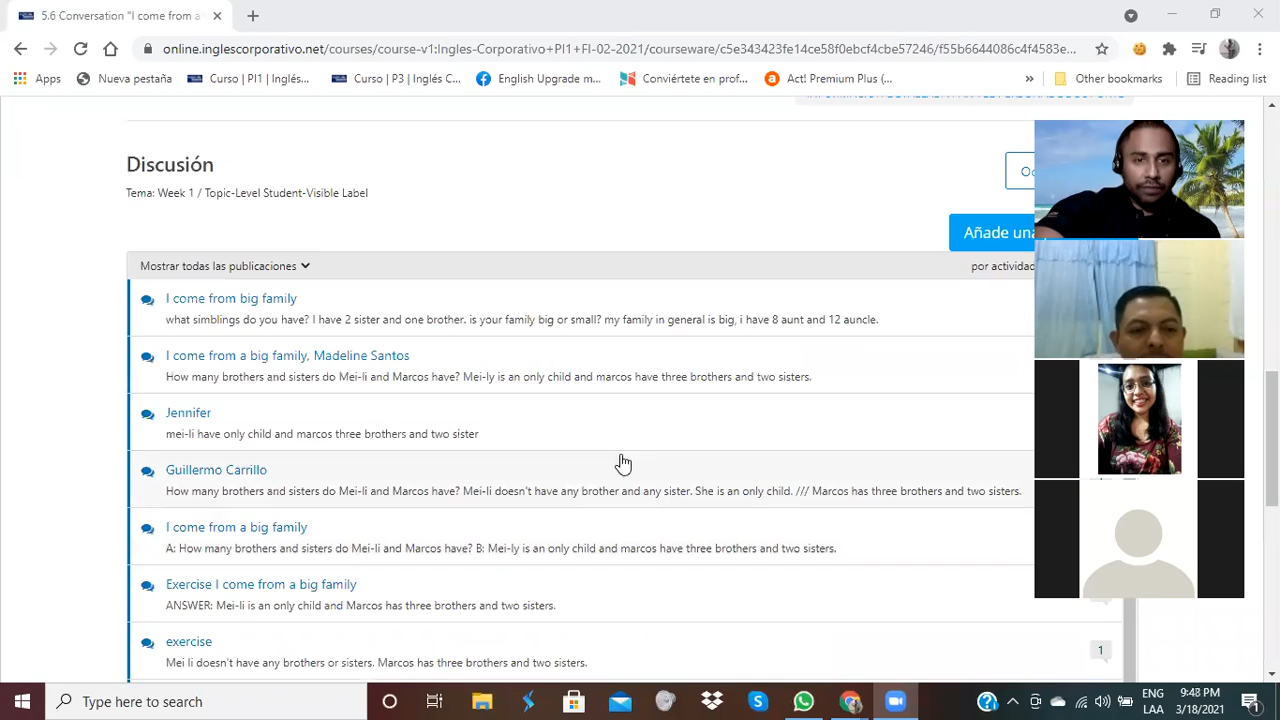 5.6 Conversation "I come from a
online.inglescorporativo.net/courses/course-v1:Ingles-Corporativo+PI1+FI-02-2021/courseware/c5e343423fe14ce58f0ebcf4cbe57246/f55b6644086c4f4583e...
Apps
Nueva pestaña
Curso | PI1 | Inglés...
Curso | P3 | Inglés C...
English Upgrade m...
Conviértete en prof...
Act! Premium Plus (...
»
Other bookmarks
Reading list
Discusión
Oc
Tema: Week 1 / Topic-Level Student-Visible Label
Añade una
Mostrar todas las publicaciones
por actividad
I come from big family
what simblings do you have? I have 2 sister and one brother. is your family big or small? my family in general is big, i have 8 aunt and 12 auncle.
I come from a big family, Madeline Santos
How many brothers and sisters do Mei-li and Marcos have? Mei-ly is an only child and marcos have three brothers and two sisters.
Jennifer
mei-li have only child and marcos three brothers and two sister
Guillermo Carrillo
How many brothers and sisters do Mei-li and Marcos have? Mei-li doesn't have any brother and any sister. She is an only child. /// Marcos has three brothers and two sisters.
I come from a big family
A: How many brothers and sisters do Mei-li and Marcos have? B: Mei-ly is an only child and marcos have three brothers and two sisters.
Exercise I come from a big family
ANSWER: Mei-li is an only child and Marcos has three brothers and two sisters.
exercise
1
Mei li doesn't have any brothers or sisters. Marcos has three brothers and two sisters.
Type here to search
ENG
LAA
9:48 PM
3/18/2021